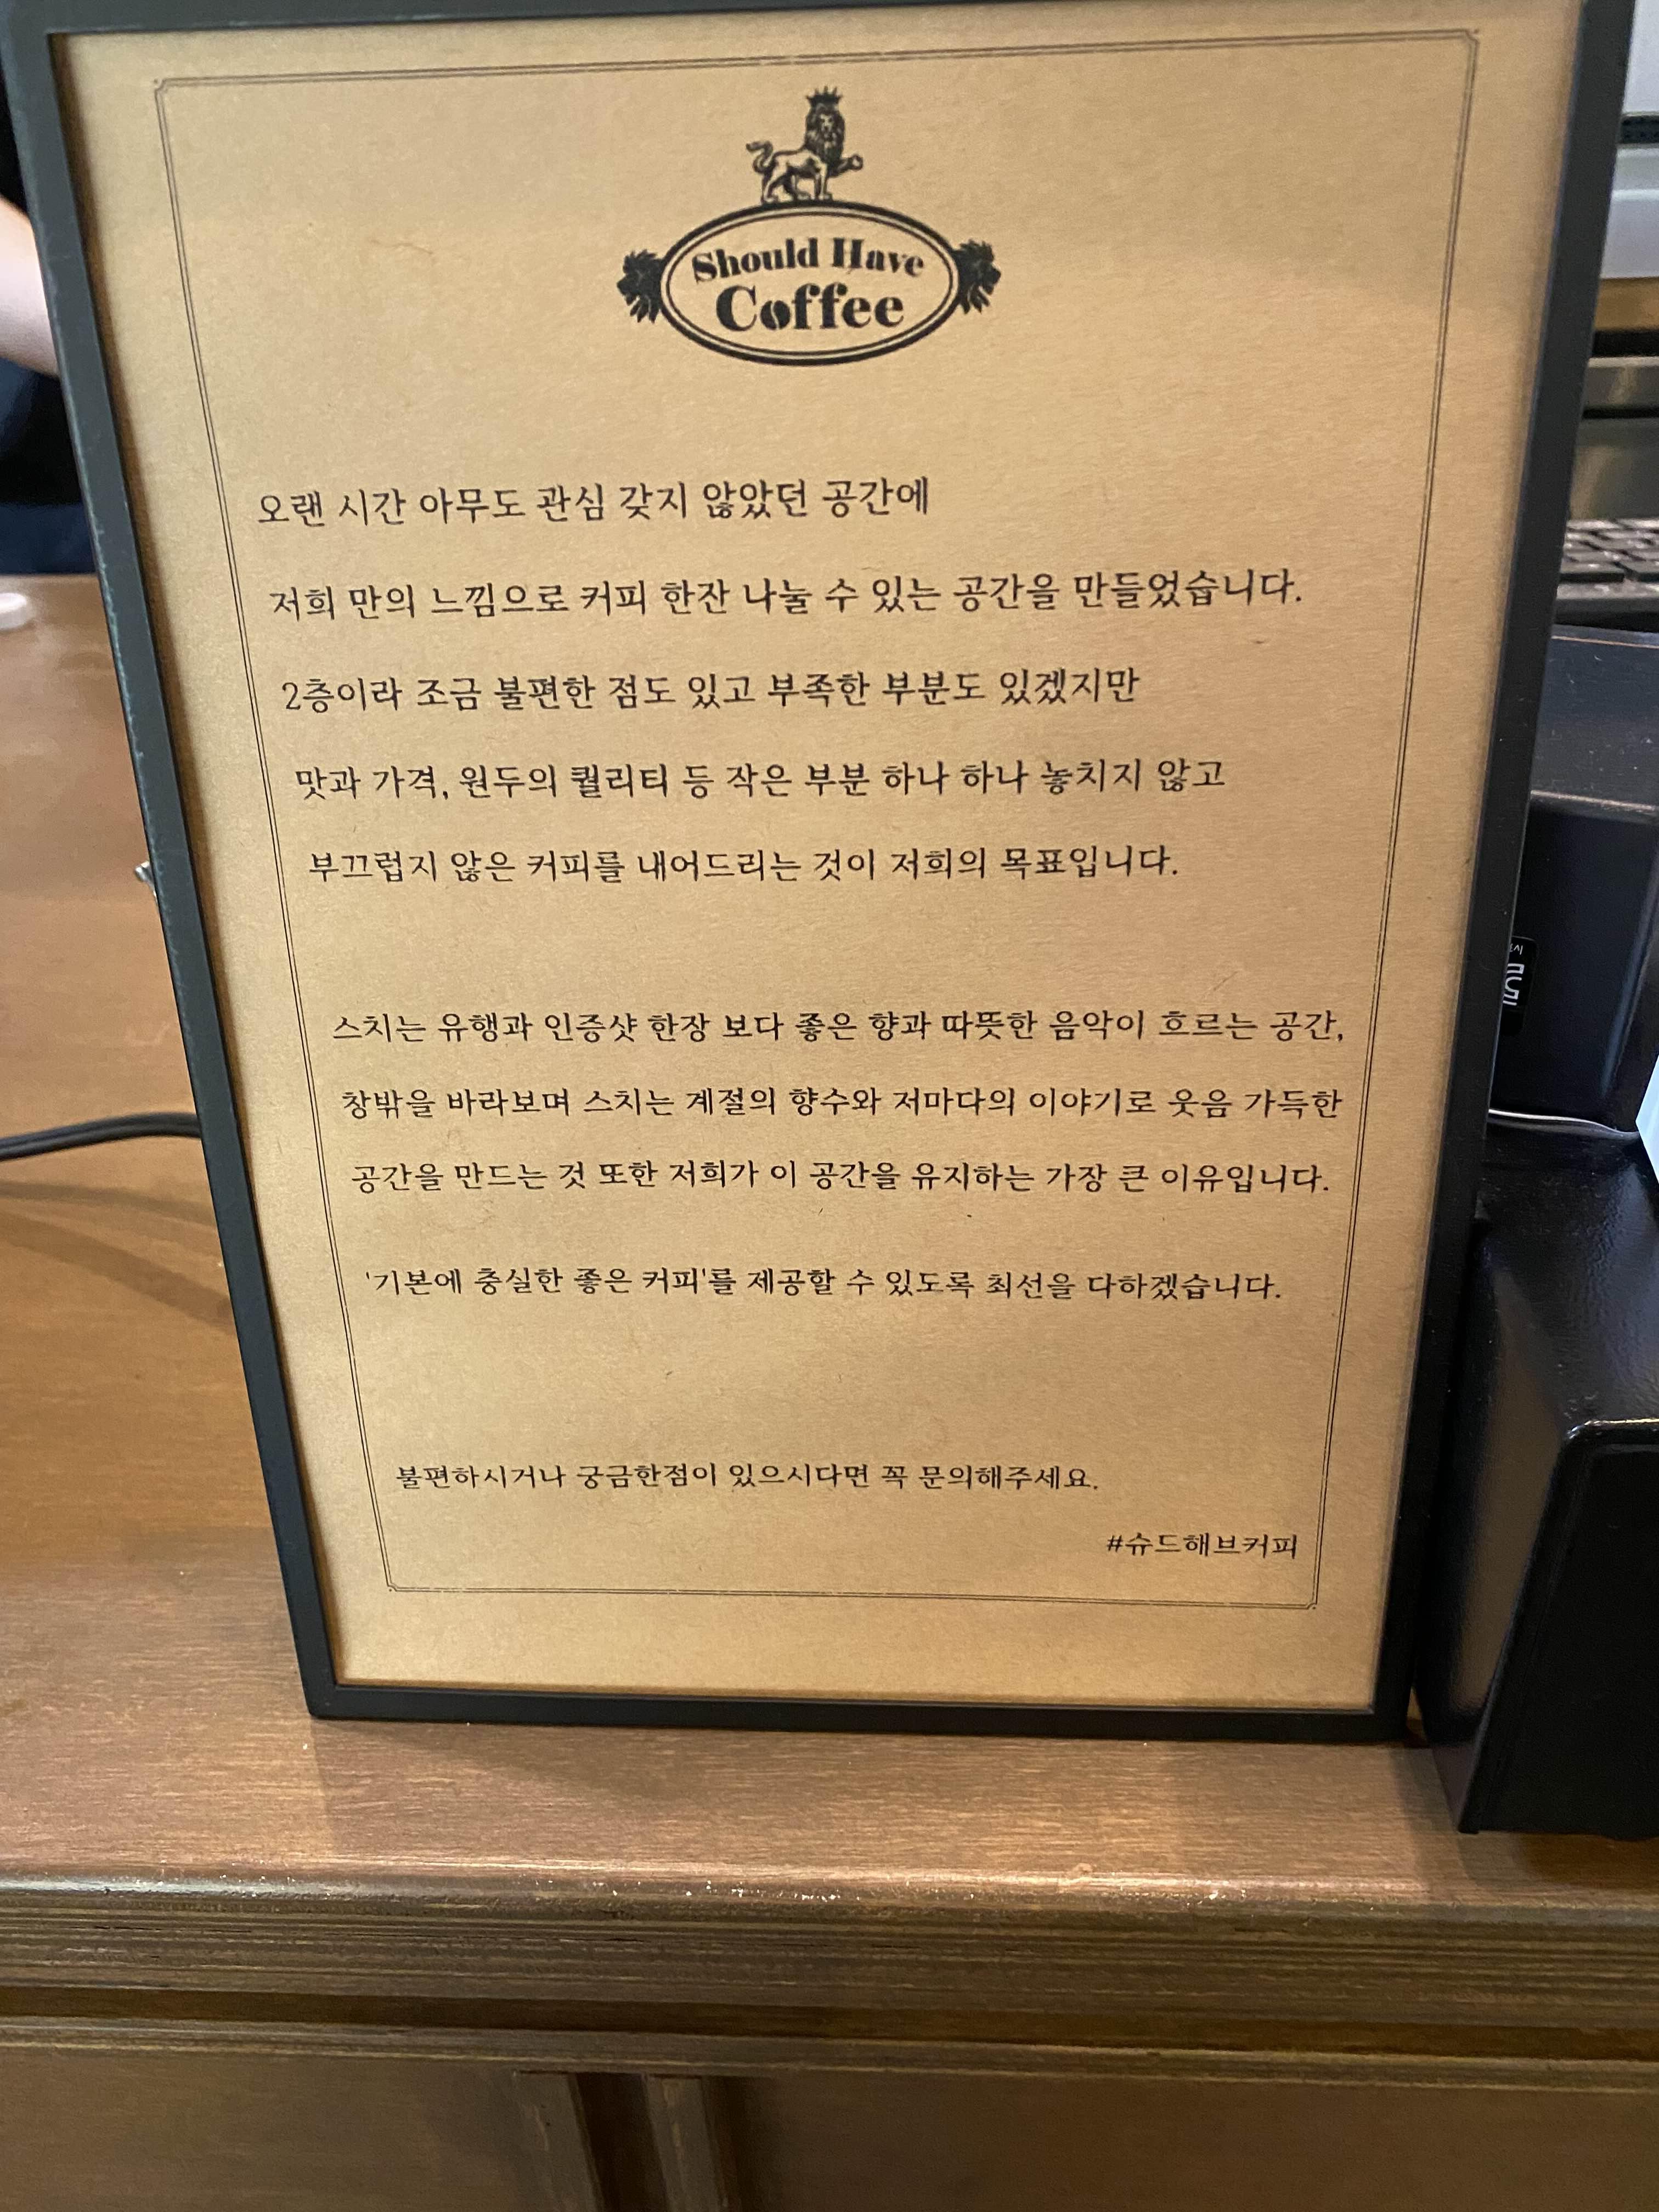 Should Have
Coffee
오랜 시간 아무도 관심 갖지 않았던 공간에
저희 만의 느낌으로 커피 한잔 나눌 수 있는 공간을 만들었습니다.
2층이라 조금 불편한 점도 있고 부족한 부분도 있겠지만
맛과 가격, 원두의 퀄리티 등 작은 부분 하나 하나 놓치지 않고
부끄럽지 않은 커피를 내어드리는 것이 저희의 목표입니다.
스치는 유행과 인증샷 한장 보다 좋은 향과 따뜻한 음악이 흐르는 공간,
창밖을 바라보며 스치는 계절의 향수와 저마다의 이야기로 웃음 가득한
공간을 만드는 것 또한 저희가 이 공간을 유지하는 가장 큰 이유입니다.
'기본에 충실한 좋은 커피'를 제공할 수 있도록 최선을 다하겠습니다.
불편하시거나 궁금한점이 있으시다면 꼭 문의해주세요.
#슈드해브커피